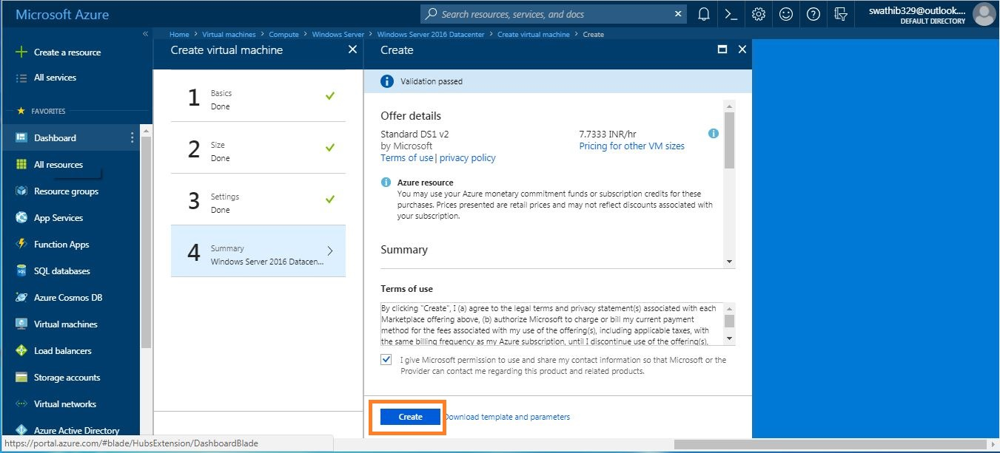 Microsoft Azure
Search resources, services, and docs
swathib329@outlook....
DEFAULT DIRECTORY
Home > Virtual machines > Compute > Windows Server > Windows Server 2016 Datacenter > Create virtual machine > Create
Create a resource
All services
FAVORITES
Dashboard
All resources
Resource groups
App Services
Function Apps
SQL databases
Azure Cosmos DB
Virtual machines
Load balancers
Storage accounts
Virtual networks
Azure Active Directory
https://portal.azure.com/#blade/HubsExtension/DashboardBlade
Create virtual machine
1 Basics
Done
2 Size
Done
3 Settings
Done
4 Summary
Windows Server 2016 Datacen...
Create
Validation passed
Offer details
Standard DS1 v2 7.7333 INR/hr
by Microsoft Pricing for other VM sizes
Terms of use | privacy policy
Azure resource
You may use your Azure monetary commitment funds or subscription credits for these
purchases. Prices presented are retail prices and may not reflect discounts associated with
your subscription.
Summary
Terms of use
By clicking "Create", I (a) agree to the legal terms and privacy statement(s) associated with each
Marketplace offering above, (b) authorize Microsoft to charge or bill my current payment
method for the fees associated with my use of the offering(s), including applicable taxes, with
the same billing frequency as my Azure subscription, until I discontinue use of the offering(s),
I give Microsoft permission to use and share my contact information so that Microsoft or the
Provider can contact me regarding this product and related products.
Create Download template and parameters